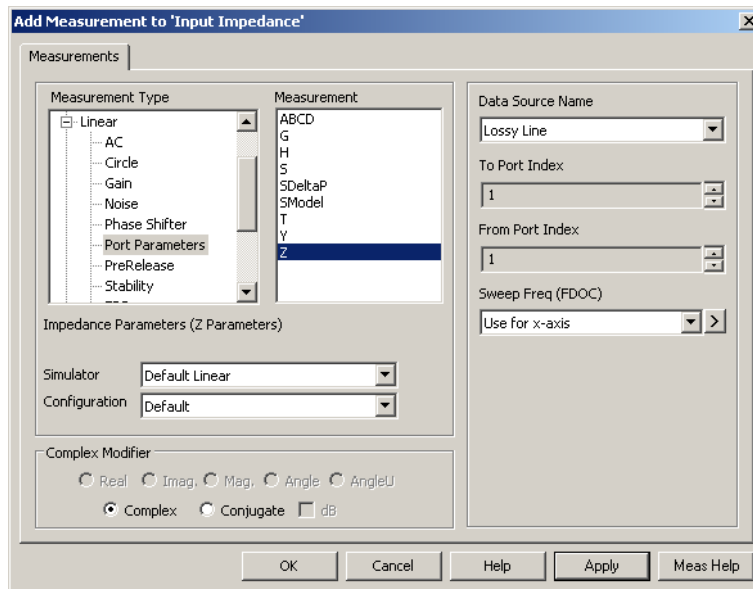 Add Measurement to 'Input Impedance'
Measurements
Measurement Type
Linear
AC
Circle
Gain
Noise
Phase Shifter
Port Parameters
PreRelease
Stability
Measurement
ABCD
G
H
S
SDeltaP
SModel
T
Y
Z
Impedance Parameters (Z Parameters)
Simulator Default Linear
Configuration Default
Complex Modifier
Real Imag. Mag. Angle AngleU
Complex Conjugate dB
Data Source Name
Lossy Line
To Port Index
1
From Port Index
1
Sweep Freq (FDOC)
Use for x-axis >
OK Cancel Help Apply Meas Help